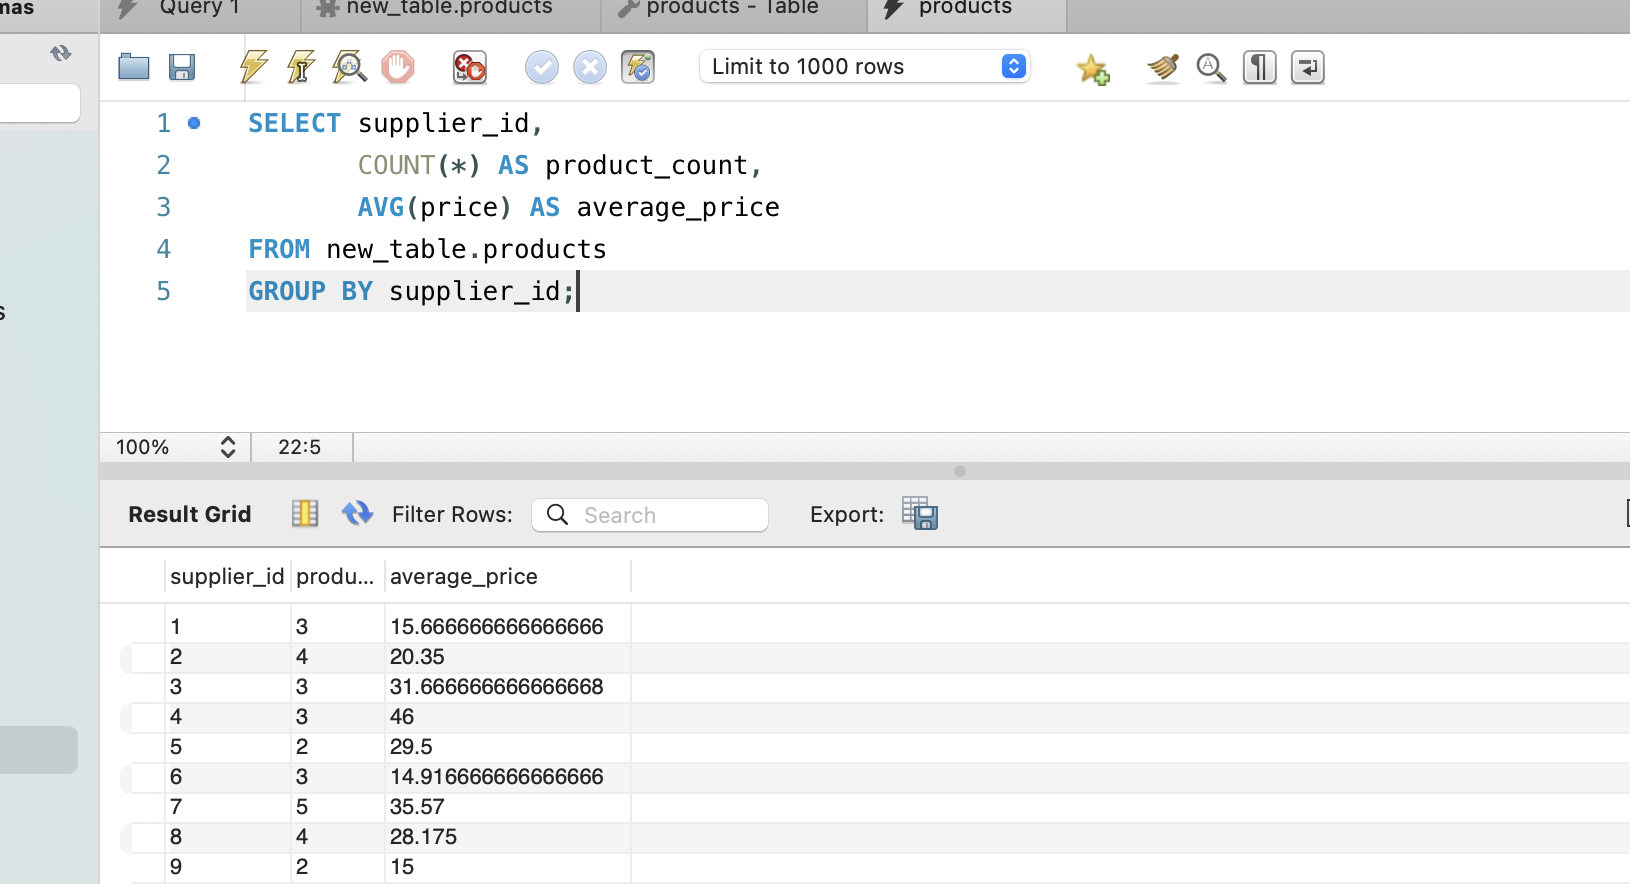 mas
Query 1
new_table.products
products - Table
products
Limit to 1000 rows
1 SELECT supplier_id,
2 COUNT(*) AS product_count,
3 AVG(price) AS average_price
4 FROM new_table.products
5 GROUP BY supplier_id;
s
100% 22:5
Result Grid Filter Rows: Search Export:
supplier_id produ... average_price
1 3 15.666666666666666
2 4 20.35
3 3 31.666666666666668
4 3 46
5 2 29.5
6 3 14.916666666666666
7 5 35.57
8 4 28.175
9 2 15